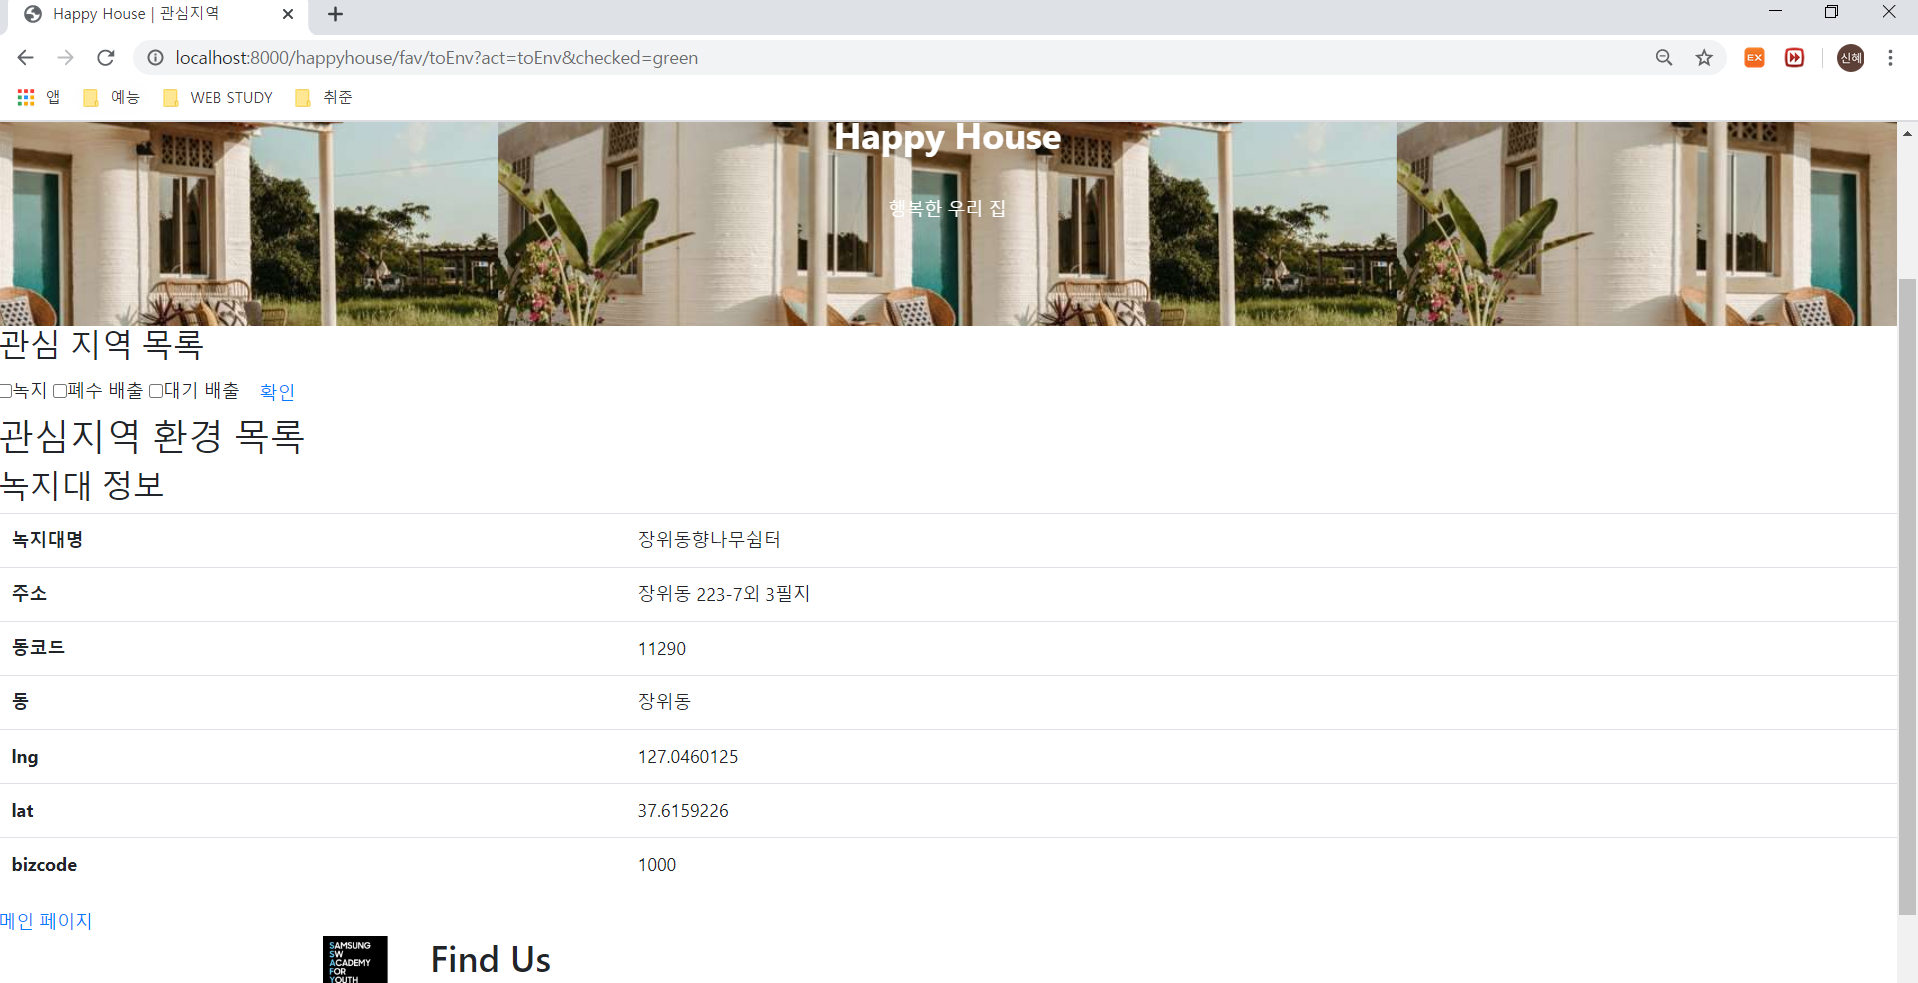 Happy House | 관심지역
localhost:8000/happyhouse/fav/toEnv?act=toEnv&checked=green
EX
신혜
앱 예능 WEB STUDY 취준
Happy House
행복한 우리 집
관심 지역 목록
녹지 폐수 배출 대기 배출 확인
관심지역 환경 목록
녹지대 정보
녹지대명 장위동향나무쉼터
주소 장위동 223-7외 3필지
동코드 11290
동 장위동
lng 127.0460125
lat 37.6159226
bizcode 1000
메인 페이지
SAMSUNG
SW
ACADEMY
FOR
YOUTH
Find Us